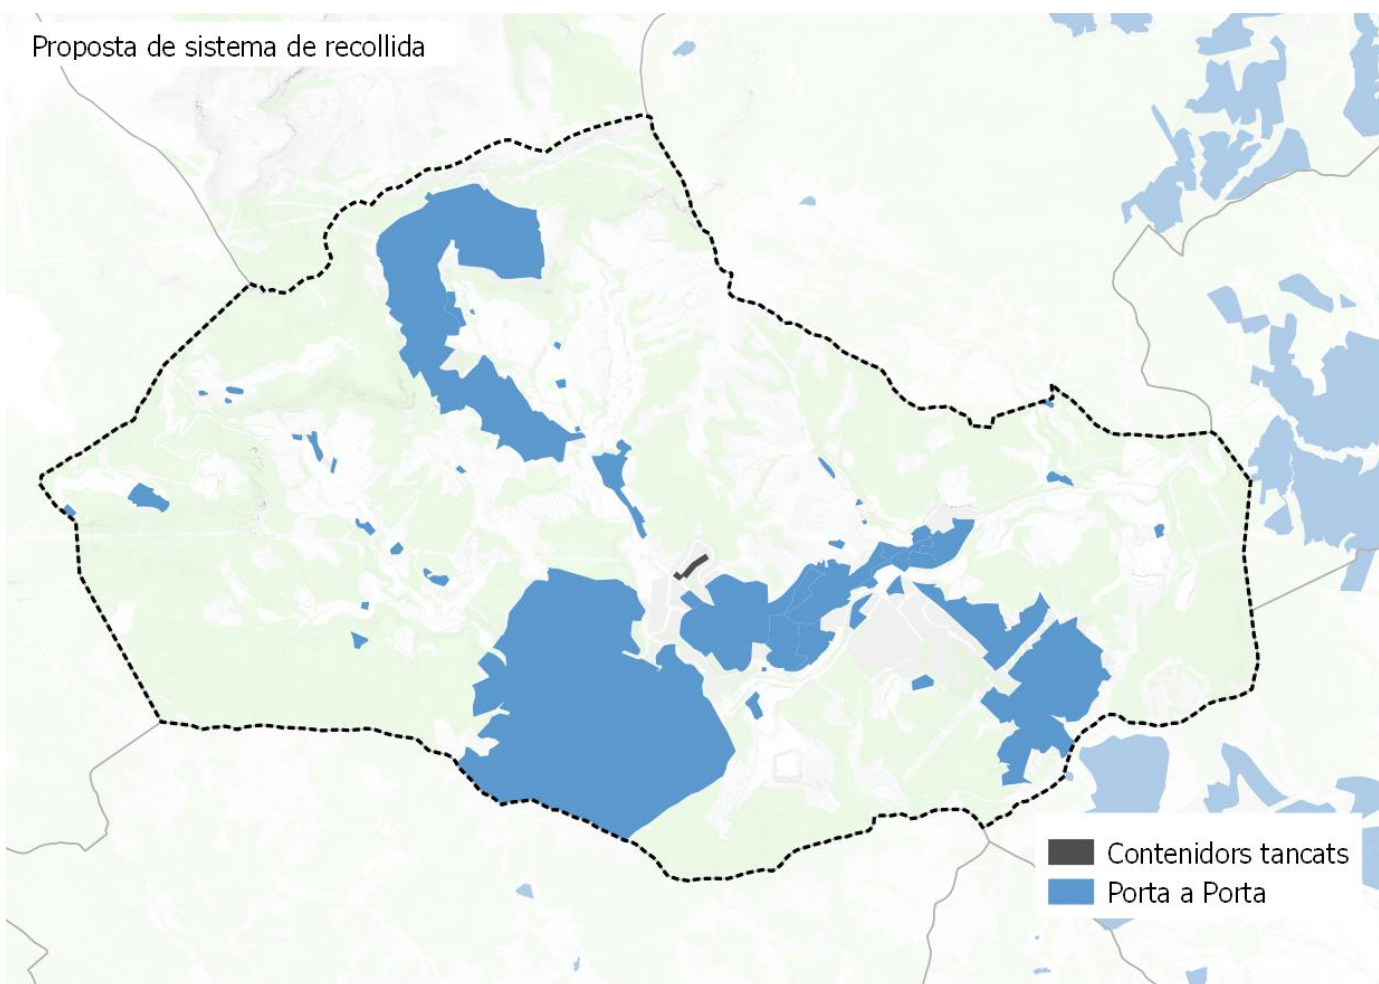 Proposta de sistema de recollida
Contenidors tancats
Porta a Porta